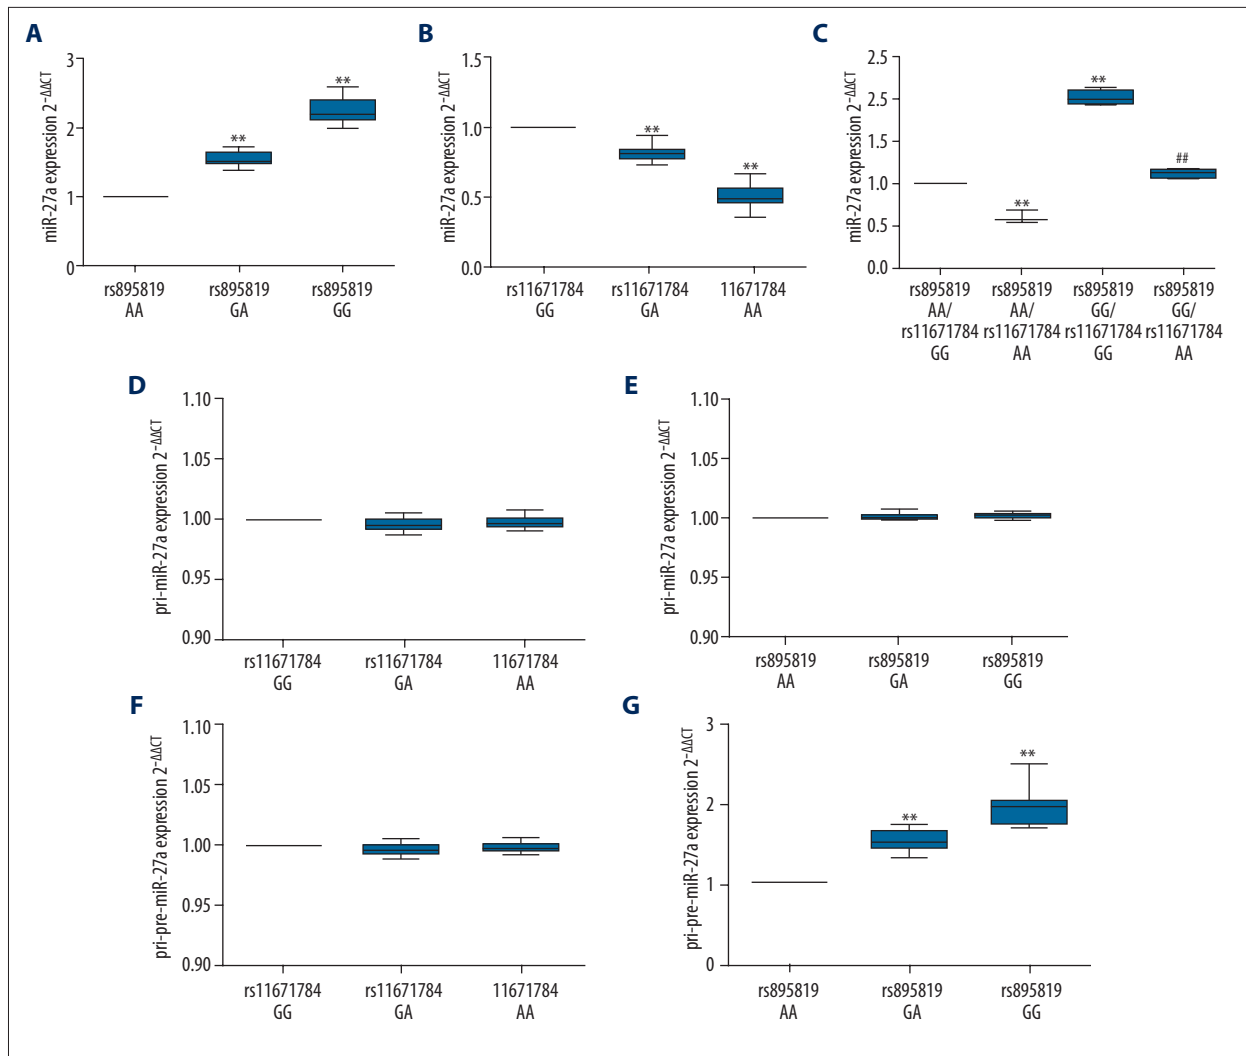 A
miR-27a expression 2−ΔΔCT
3
2
1
0
**
**
rs895819
AA
rs895819
GA
rs895819
GG
B
miR-27a expression 2−ΔΔCT
1.5
1.0
0.5
0.0
**
**
rs11671784
GG
rs11671784
GA
11671784
AA
C
miR-27a expression 2−ΔΔCT
2.5
2.5
1.5
1.0
0.5
0.0
**
**
##
rs895819
AA/
rs11671784
GG
rs895819
AA/
rs11671784
AA
rs895819
GG/
rs11671784
GG
rs895819
GG/
rs11671784
AA
D
pri-miR-27a expression 2−ΔΔCT
1.10
1.05
1.00
0.95
0.90
rs11671784
GG
rs11671784
GA
11671784
AA
E
pri-miR-27a expression 2−ΔΔCT
1.10
1.05
1.00
0.95
0.90
rs895819
AA
rs895819
GA
rs895819
GG
F
pri-pre-miR-27a expression 2−ΔΔCT
1.10
1.05
1.00
0.95
0.90
rs11671784
GG
rs11671784
GA
11671784
AA
G
pri-pre-miR-27a expression 2−ΔΔCT
3
2
1
0
**
**
rs895819
AA
rs895819
GA
rs895819
GG